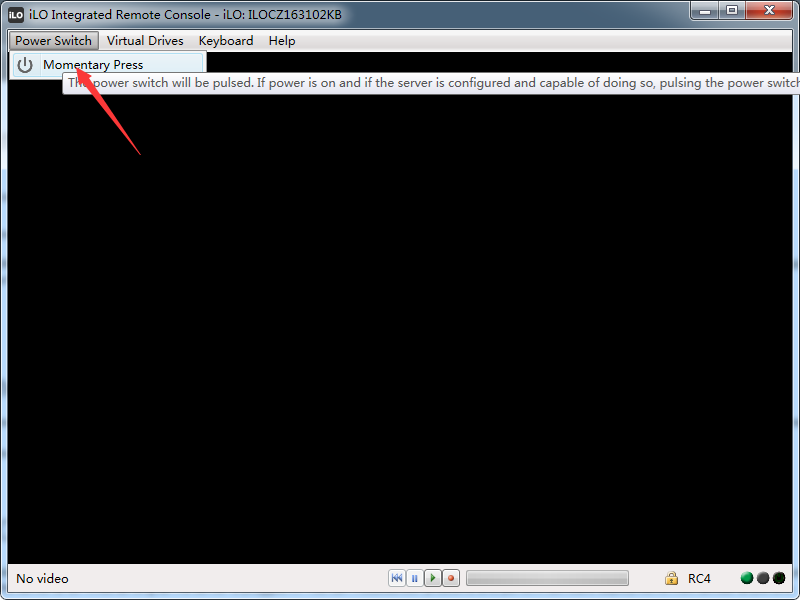 iLO iLO Integrated Remote Console - iLO: ILOCZ163102KB
Power Switch Virtual Drives Keyboard Help
Momentary Press
The power switch will be pulsed. If power is on and if the server is configured and capable of doing so, pulsing the power switch
No video RC4